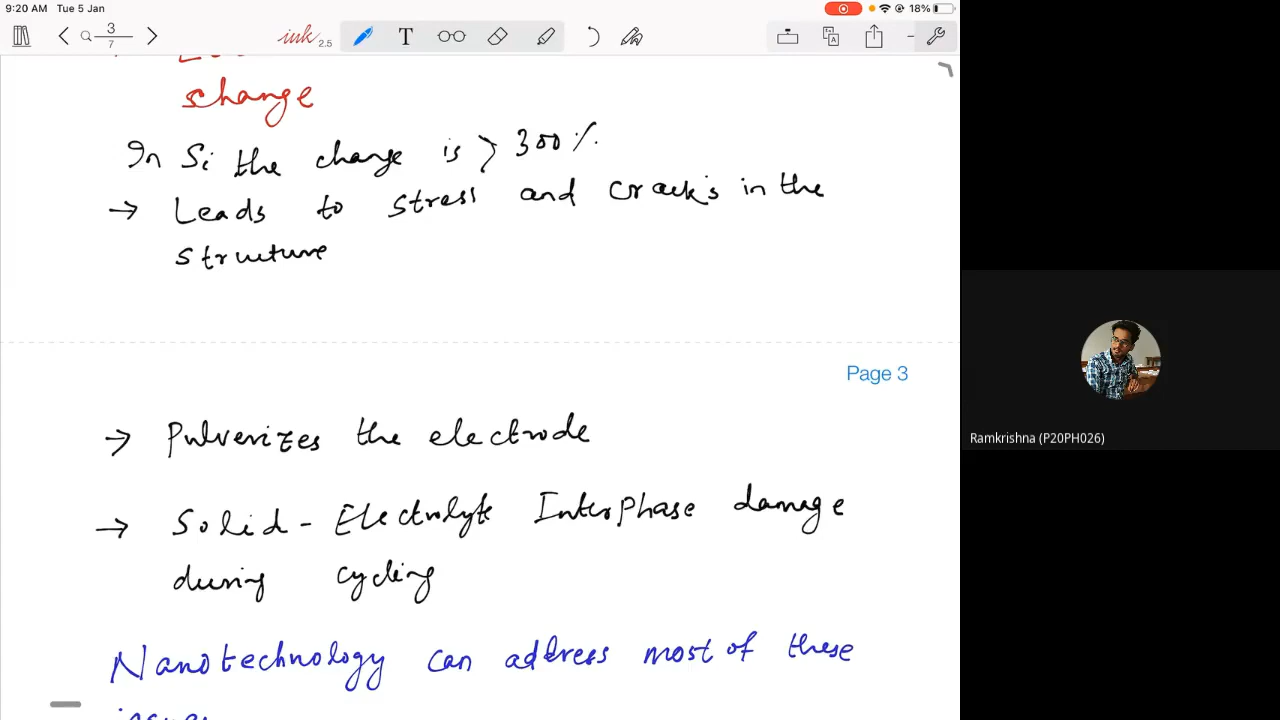 9:20 AM Tue 5 Jan
18%
3
7
ink 2.5
T
change
In Si the change is > 300%.
→ Leads to stress and cracks in the
structure
Page 3
→ Pulverizes the electrode
→ Solid-Electrolyte Interphase damage
during cycling
Nanotechnology can address most of these
Ramkrishna (P20PH026)